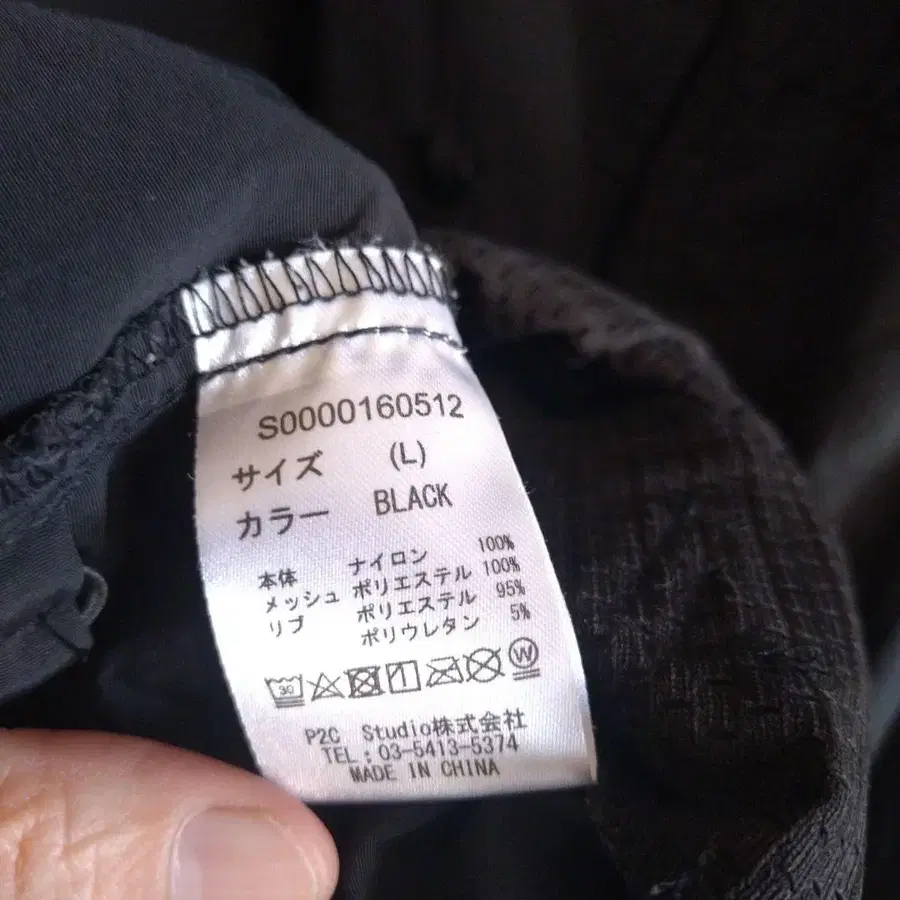 S0000160512
サイズ (L)
カラー BLACK
本体 ナイロン 100%
メッシュ ポリエステル 100%
リブ ポリエステル 95%
ポリウレタン 5%
30 W
P2C Studio株式会社
TEL:03-5413-5374
MADE IN CHINA